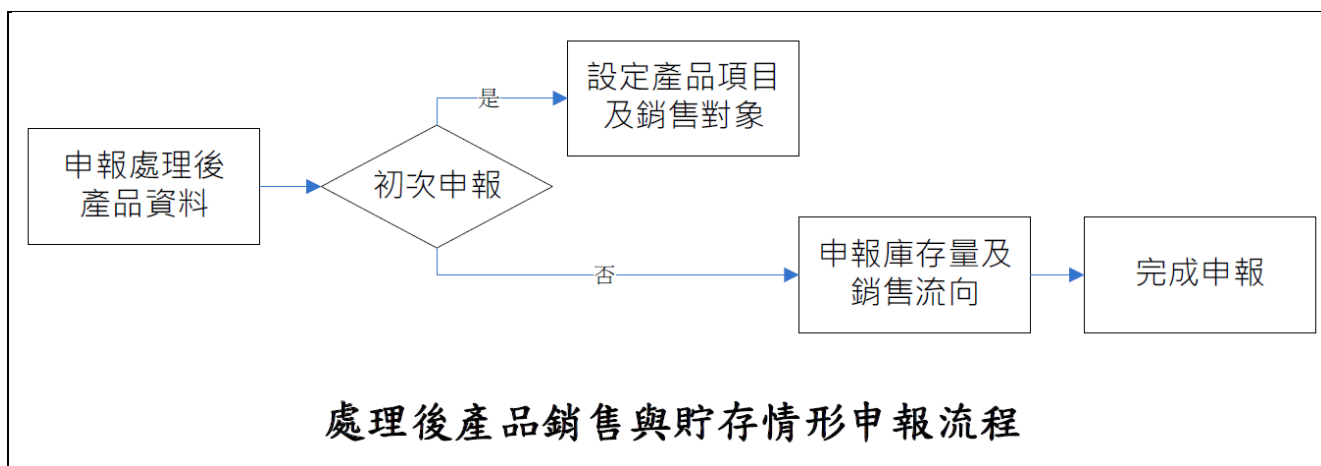 申報處理後
產品資料
初次申報
是
設定產品項目
及銷售對象
否
申報庫存量及
銷售流向
完成申報
處理後產品銷售與貯存情形申報流程